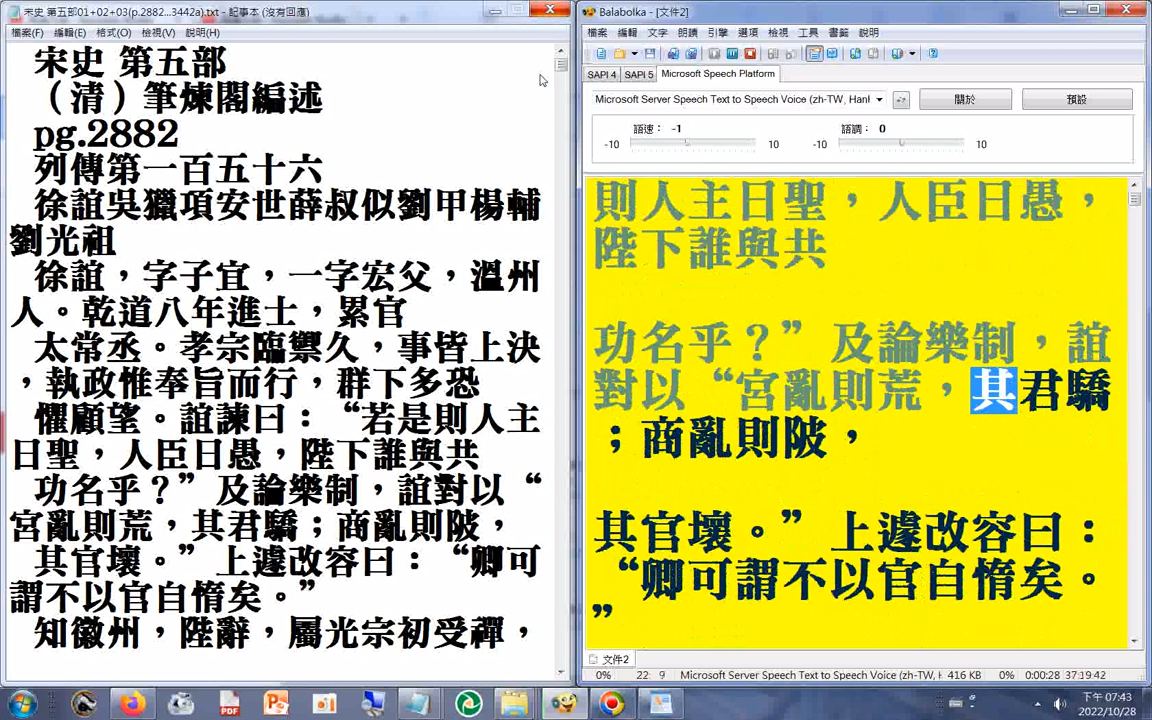 宋史 第五部01+02+03(p.2882...3442a).txt - 記事本 (沒有回應)
檔案(F) 編輯(E) 格式(O) 檢視(V) 說明(H)
宋史 第五部
（清）筆煉閣編述
pg.2882
列傳第一百五十六
徐誼吳獵項安世薛叔似劉甲楊輔
劉光祖
徐誼，字子宜，一字宏父，溫州
人。乾道八年進士，累官
太常丞。孝宗臨禦久，事皆上決
，執政惟奉旨而行，群下多恐
懼顧望。誼諫曰：“若是則人主
日聖，人臣日愚，陛下誰與共
功名乎？”及論樂制，誼對以“
宮亂則荒，其君驕；商亂則陂，
其官壞。”上遽改容曰：“卿可
謂不以官自惰矣。”
知徽州，陛辭，屬光宗初受禪，
Balabolka - [文件2]
檔案 編輯 文字 朗讀 引擎 選項 檢視 工具 書籤 說明
SAPI 4 SAPI 5 Microsoft Speech Platform
Microsoft Server Speech Text to Speech Voice (zh-TW, HanH
關於 預設
語速： -1 語調： 0
-10 10 -10 10
則人主日聖，人臣日愚，
陛下誰與共
功名乎？”及論樂制，誼
對以“宮亂則荒，其君驕
；商亂則陂，
其官壞。”上遽改容曰：
“卿可謂不以官自惰矣。
”
文件2
0% 22: 9 Microsoft Server Speech Text to Speech Voice (zh-TW, H 416 KB 0% 0:00:28 37:19:42
下午 07:43
2022/10/28